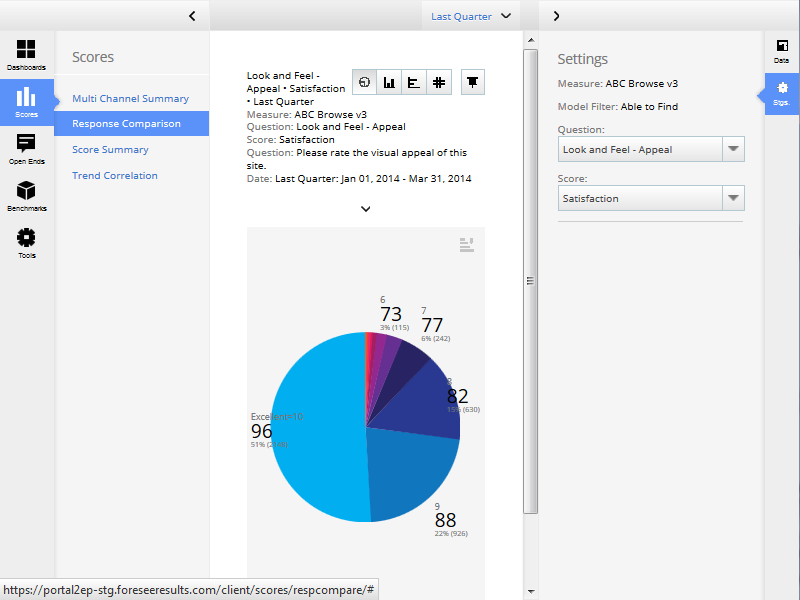 Last Quarter
Dashboards
Scores
Open Ends
Benchmarks
Tools
Scores
Multi Channel Summary
Response Comparison
Score Summary
Trend Correlation
Look and Feel -
Appeal • Satisfaction
• Last Quarter
Measure: ABC Browse v3
Question: Look and Feel - Appeal
Score: Satisfaction
Question: Please rate the visual appeal of this
site.
Date: Last Quarter: Jan 01, 2014 - Mar 31, 2014
6
73
3% (115)
7
77
6% (242)
8
82
15% (630)
Excellent=10
96
51%
9
88
22% (926)
Settings
Measure: ABC Browse v3
Model Filter: Able to Find
Question:
Look and Feel - Appeal
Score:
Satisfaction
Data
Stgs.
https://portal2ep-stg.foreseeresults.com/client/scores/respcompare/#